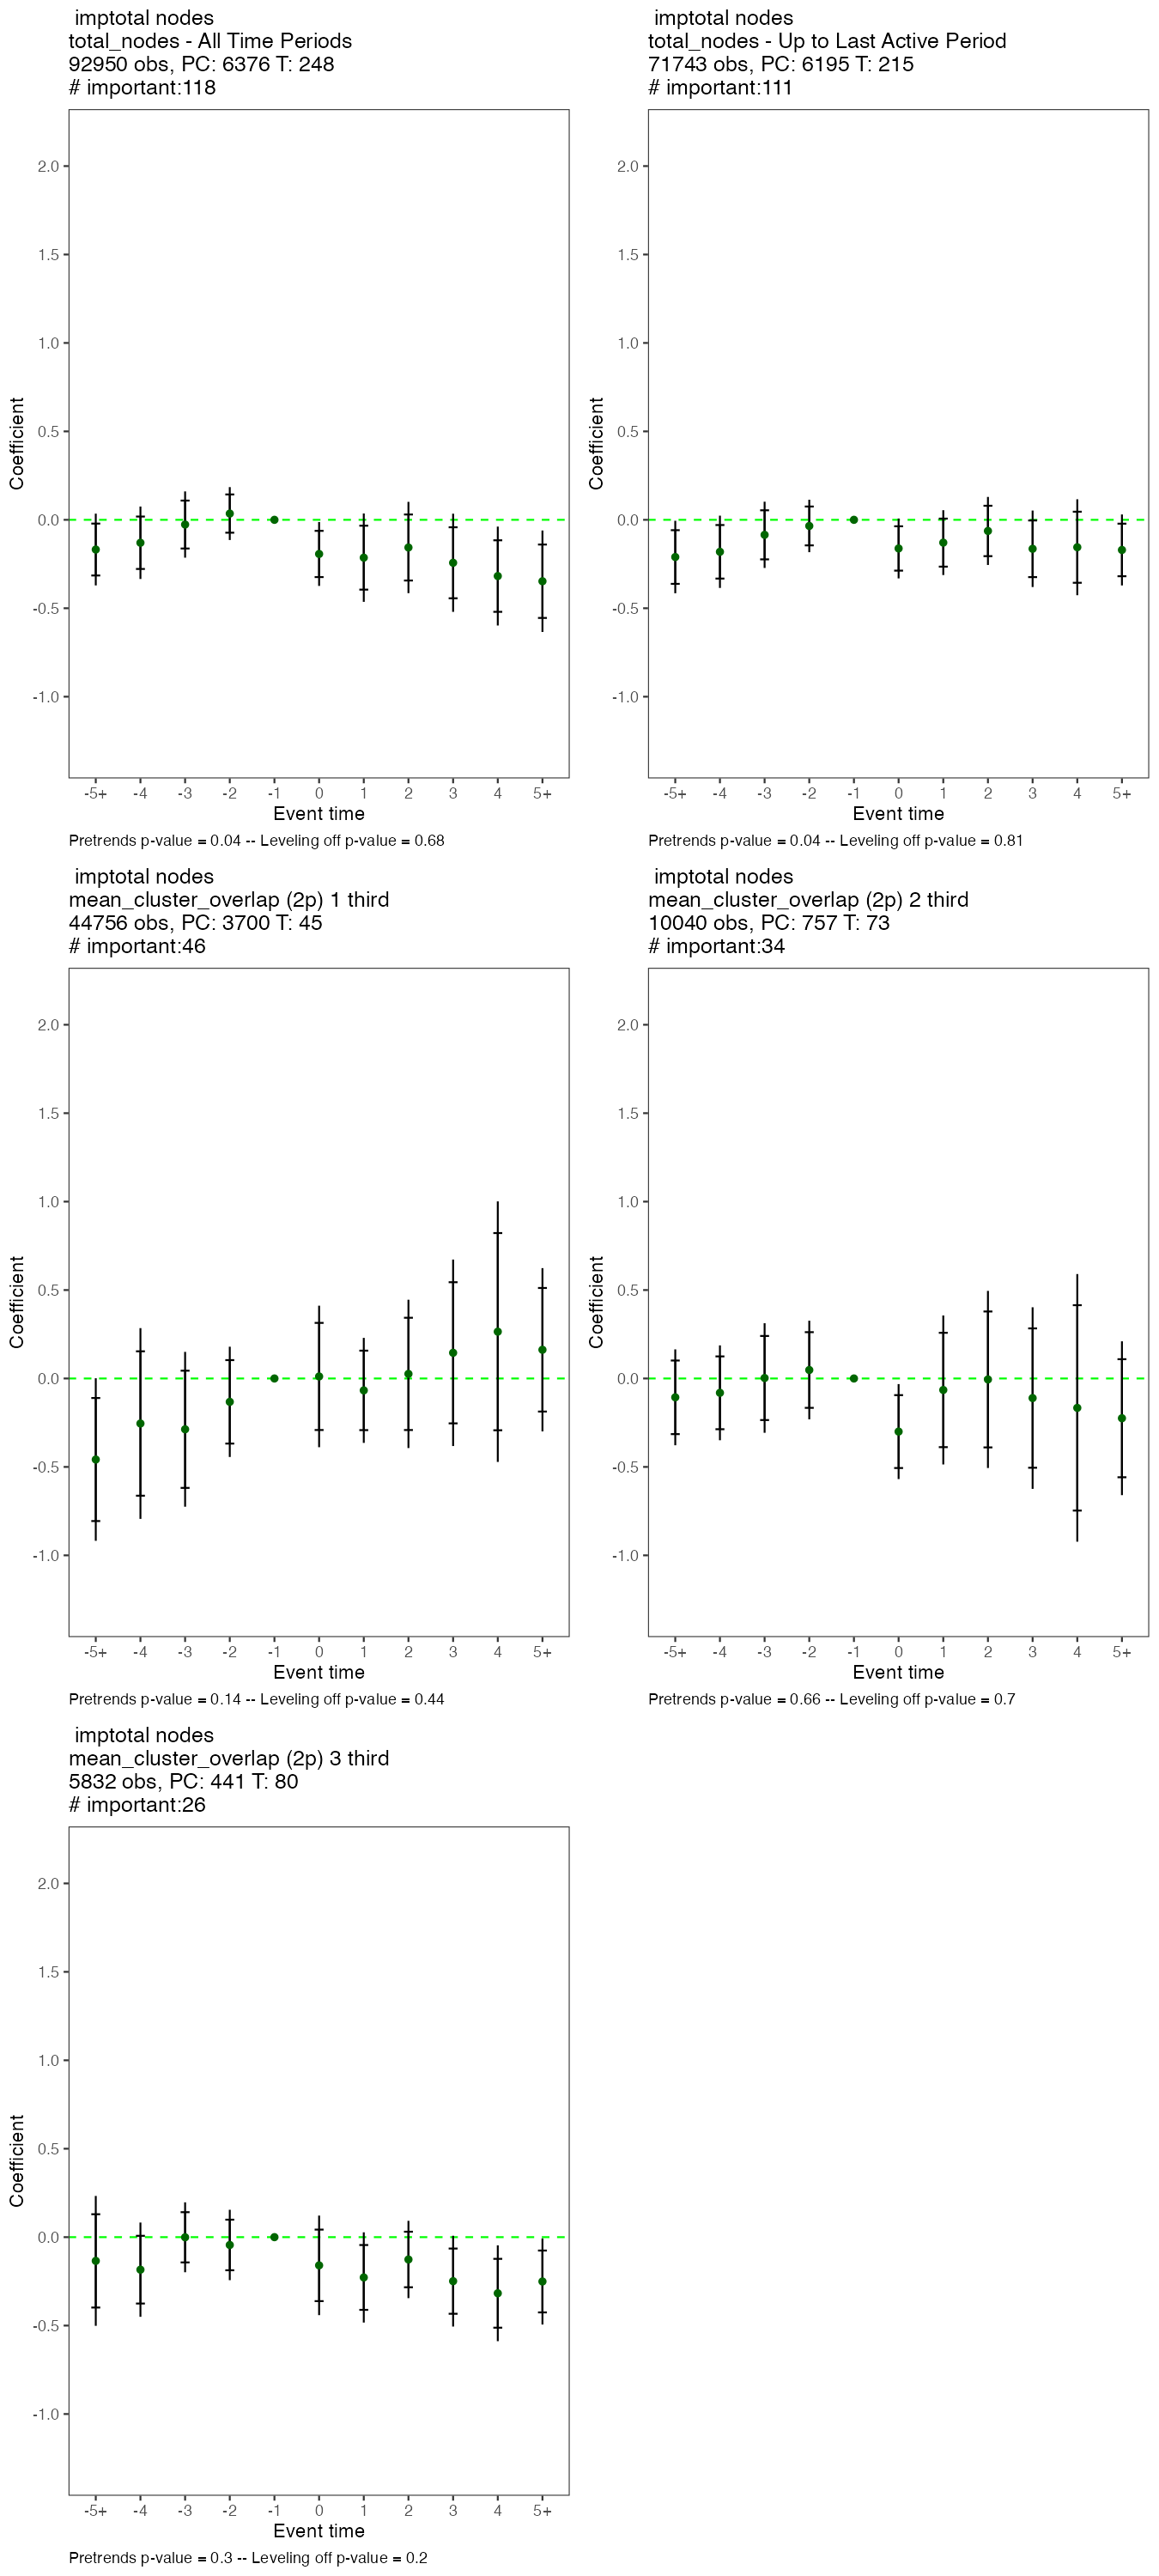 imptotal nodes
total_nodes - All Time Periods
92950 obs, PC: 6376 T: 248
# important:118
2.0
1.5
1.0
0.5
0.0
-0.5
-1.0
Coefficient
-5+ -4 -3 -2 -1 0 1 2 3 4 5+
Event time
Pretrends p-value = 0.04 -- Leveling off p-value = 0.68
imptotal nodes
total_nodes - Up to Last Active Period
71743 obs, PC: 6195 T: 215
# important:111
2.0
1.5
1.0
0.5
0.0
-0.5
-1.0
Coefficient
-5+ -4 -3 -2 -1 0 1 2 3 4 5+
Event time
Pretrends p-value = 0.04 -- Leveling off p-value = 0.81
imptotal nodes
mean_cluster_overlap (2p) 1 third
44756 obs, PC: 3700 T: 45
# important:46
2.0
1.5
1.0
0.5
0.0
-0.5
-1.0
Coefficient
-5+ -4 -3 -2 -1 0 1 2 3 4 5+
Event time
Pretrends p-value = 0.14 -- Leveling off p-value = 0.44
imptotal nodes
mean_cluster_overlap (2p) 2 third
10040 obs, PC: 757 T: 73
# important:34
2.0
1.5
1.0
0.5
0.0
-0.5
-1.0
Coefficient
-5+ -4 -3 -2 -1 0 1 2 3 4 5+
Event time
Pretrends p-value = 0.66 -- Leveling off p-value = 0.7
imptotal nodes
mean_cluster_overlap (2p) 3 third
5832 obs, PC: 441 T: 80
# important:26
2.0
1.5
1.0
0.5
0.0
-0.5
-1.0
Coefficient
-5+ -4 -3 -2 -1 0 1 2 3 4 5+
Event time
Pretrends p-value = 0.3 -- Leveling off p-value = 0.2